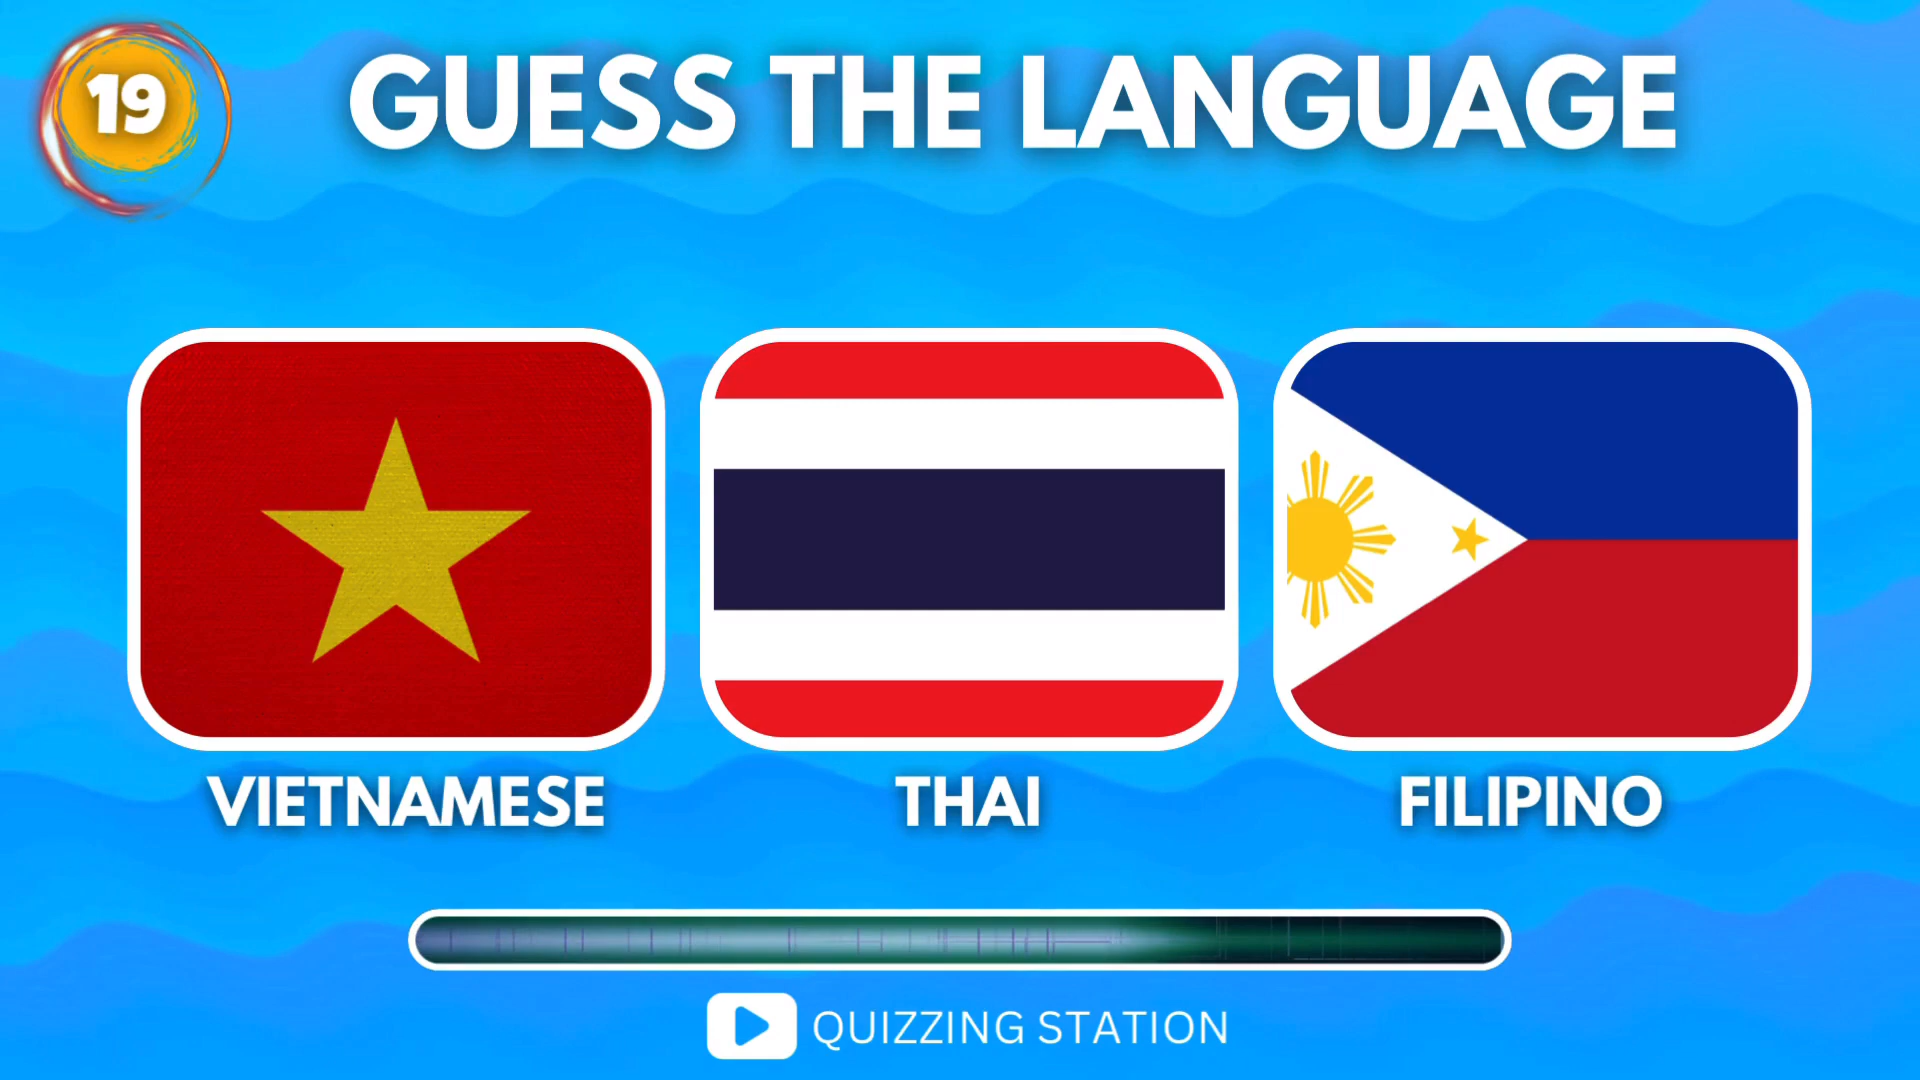 19
GUESS THE LANGUAGE
VIETNAMESE
THAI
FILIPINO
QUIZZING STATION